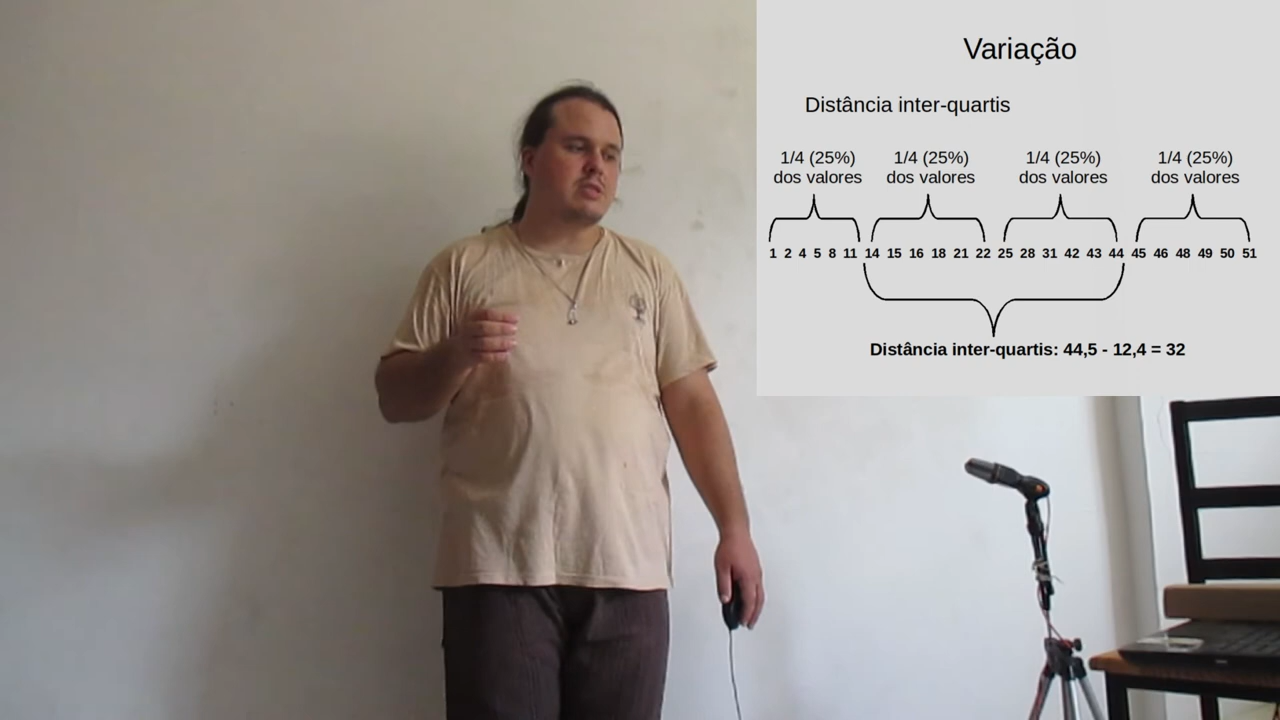 Variação
Distância inter-quartis
1/4 (25%) 1/4 (25%) 1/4 (25%) 1/4 (25%)
dos valores dos valores dos valores dos valores
1 2 4 5 8 11 14 15 16 18 21 22 25 28 31 42 43 44 45 46 48 49 50 51
Distância inter-quartis: 44,5 - 12,4 = 32